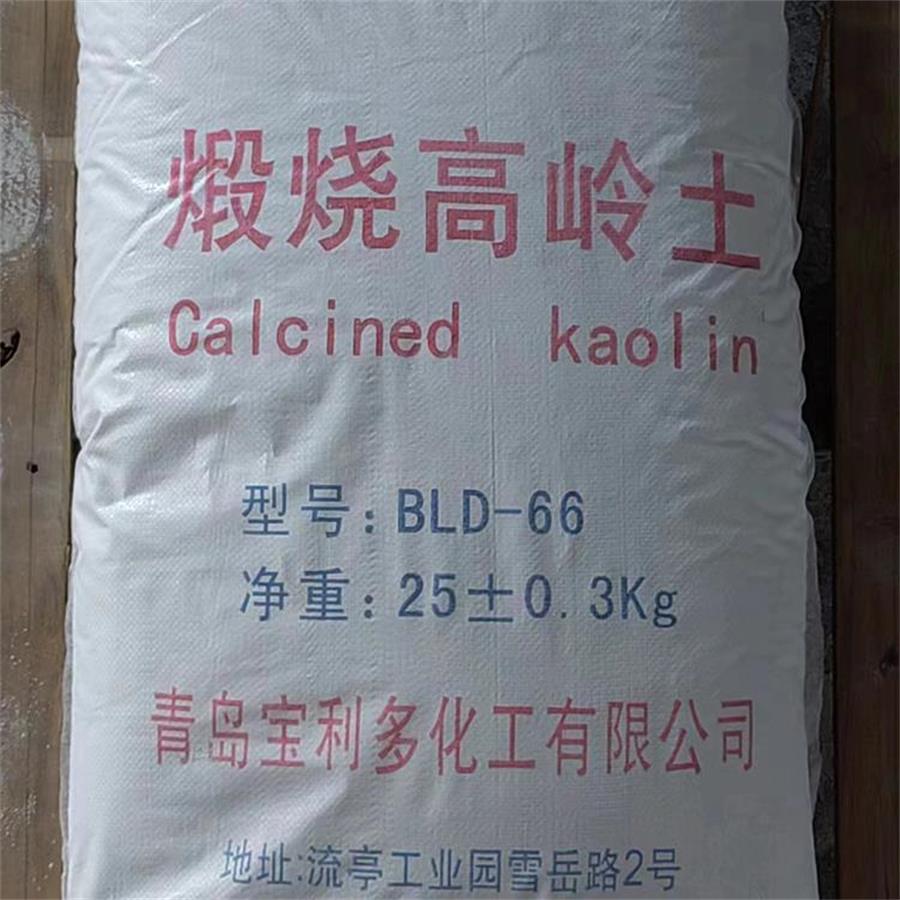 煅烧高岭土
Calcined kaolin
型号:BLD-66
净重:25±0.3Kg
青岛宝利多化工有限公司
地址:流亭工业园雪岳路2号